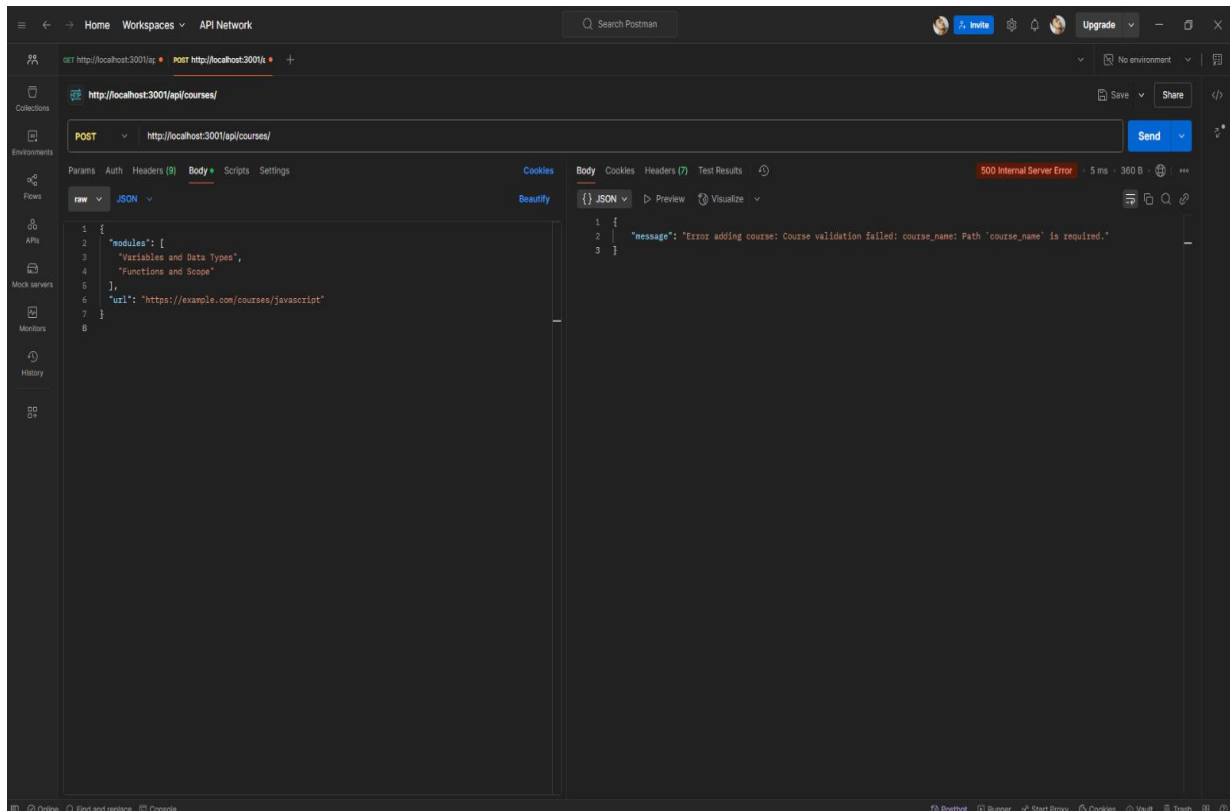 Home Workspaces API Network
Search Postman
Invite
Upgrade
GET http://localhost:3001/ap
POST http://localhost:3001/a
No environment
http://localhost:3001/api/courses/
Save
Share
POST http://localhost:3001/api/courses/
Send
Collections
Environments
Flows
APIs
Mock servers
Monitors
History
Params Auth Headers (9) Body Scripts Settings Cookies
raw JSON Beautify
1 {
2 "modules": [
3 "Variables and Data Types",
4 "Functions and Scope"
5 ],
6 "url": "https://example.com/courses/javascript"
7 }
8
Body Cookies Headers (7) Test Results
500 Internal Server Error 5 ms 360 B
{} JSON Preview Visualize
1 {
2 "message": "Error adding course: Course validation failed: course_name: Path `course_name` is required."
3 }
Online Find and replace Console
Postbot Runner Start Proxy Cookies Vault Trash